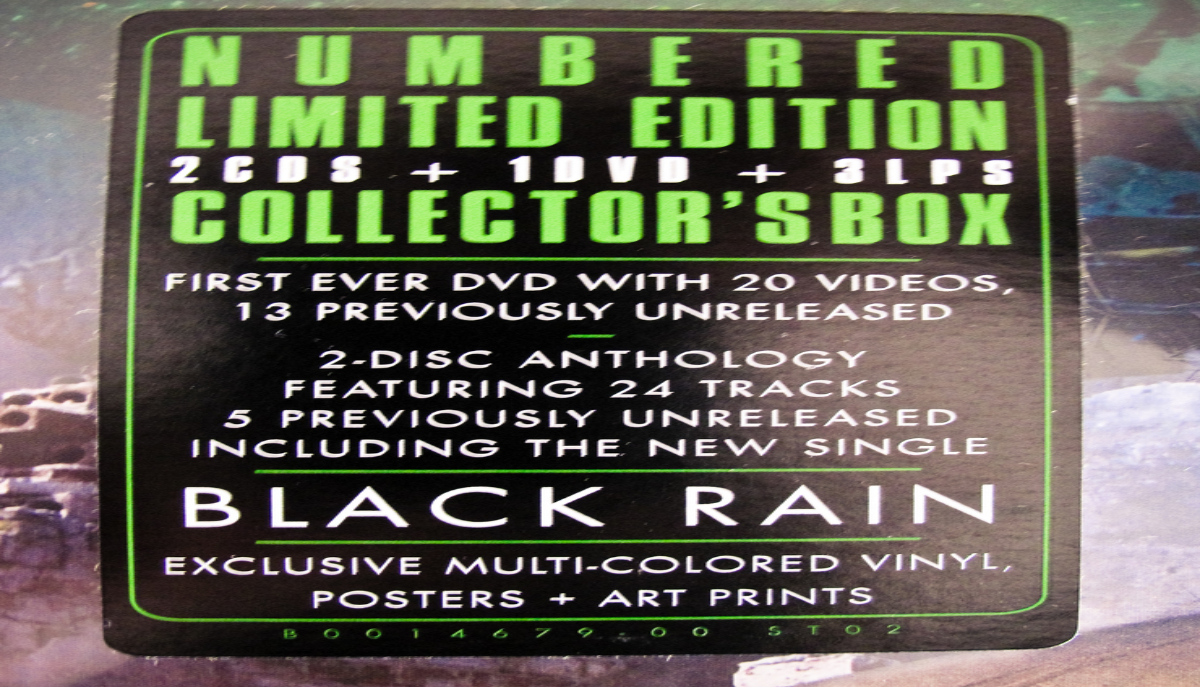 NUMBERED
LIMITED EDITION
2CDS + 1DVD + 3LPS
COLLECTOR'S BOX
FIRST EVER DVD WITH 20 VIDEOS,
13 PREVIOUSLY UNRELEASED
2-DISC ANTHOLOGY
FEATURING 24 TRACKS
5 PREVIOUSLY UNRELEASED
INCLUDING THE NEW SINGLE
BLACK RAIN
EXCLUSIVE MULTI-COLORED VINYL,
POSTERS + ART PRINTS
B0014679-00 ST02